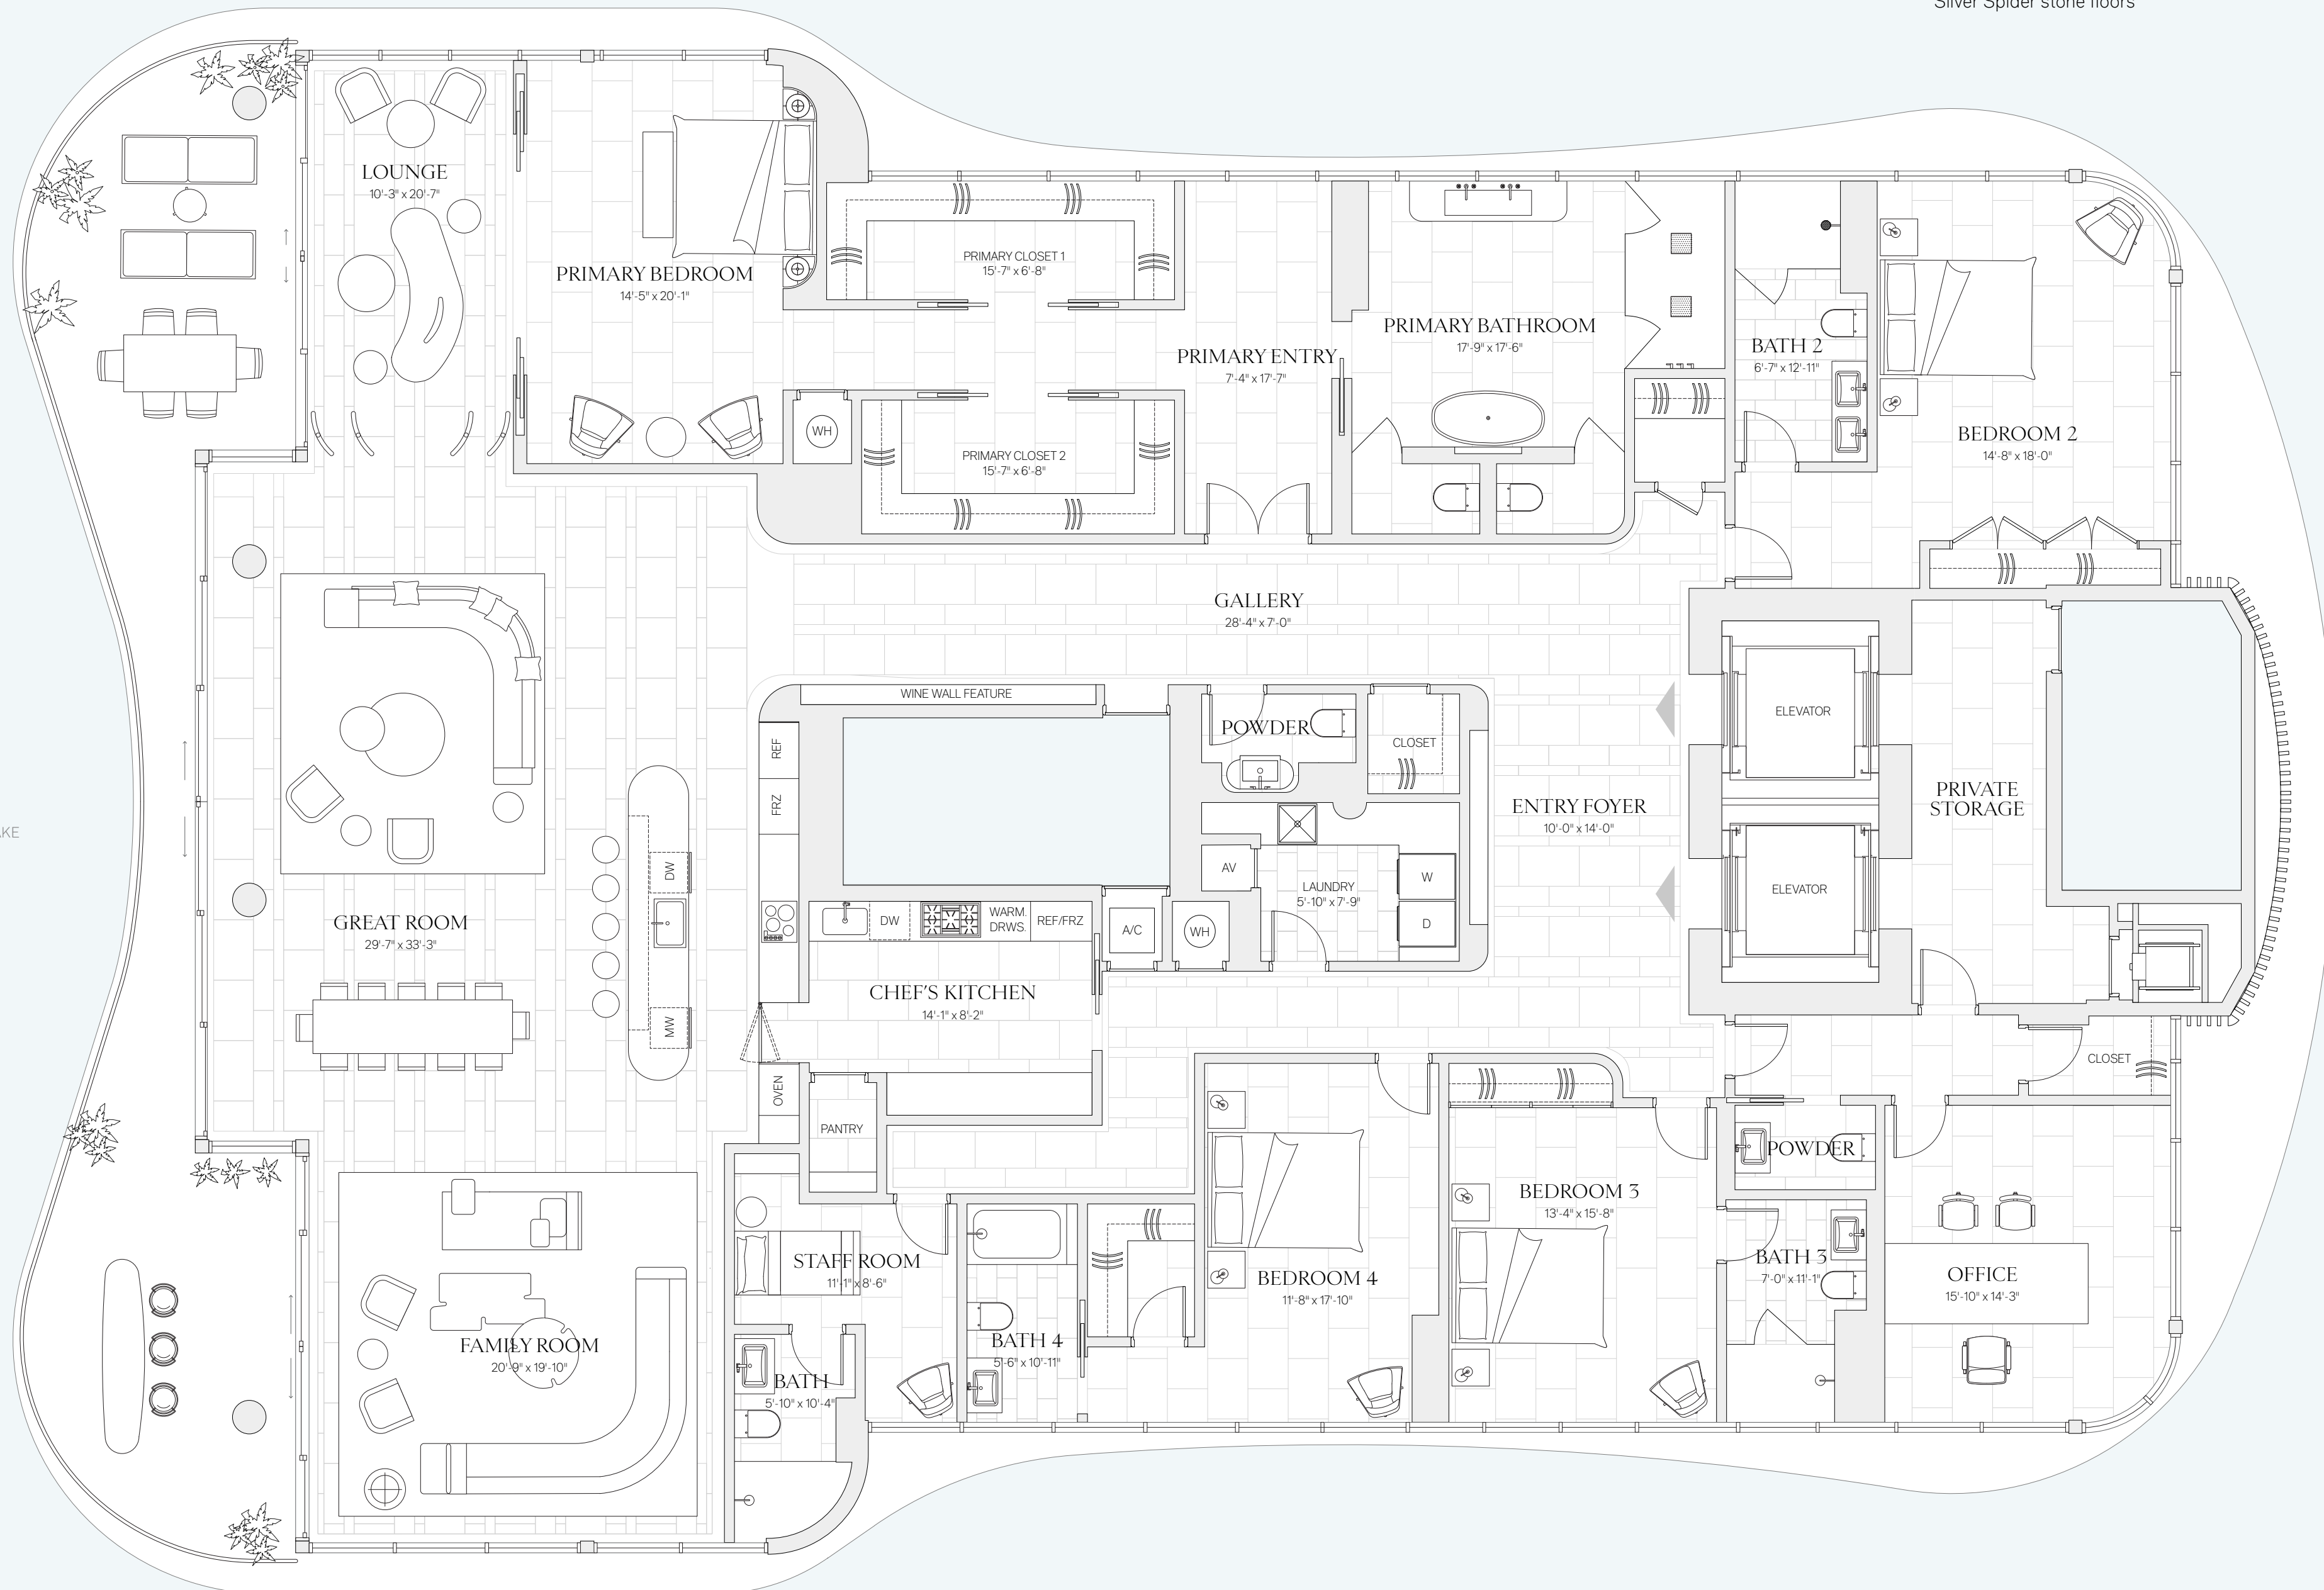 Silver Spider stone floors
LOUNGE
10'-3" x 20'-7"
PRIMARY BEDROOM
14'-5" x 20'-1"
PRIMARY CLOSET 1
15'-7" x 6'-8"
PRIMARY ENTRY
7'-4" x 17'-7"
PRIMARY BATHROOM
17'-9" x 17'-6"
BATH 2
6'-7" x 12'-11"
BEDROOM 2
14'-8" x 18'-0"
WH
PRIMARY CLOSET 2
15'-7" x 6'-8"
GALLERY
28'-4" x 7'-0"
WINE WALL FEATURE
REF
FRZ
POWDER
CLOSET
ELEVATOR
ENTRY FOYER
10'-0" x 14'-0"
PRIVATE
STORAGE
AKE
DW
AV
LAUNDRY
5'-10" x 7'-9"
W
D
ELEVATOR
GREAT ROOM
29'-7" x 33'-3"
DW
WARM.
DRWS.
REF/FRZ
A/C
WH
CHEF'S KITCHEN
14'-1" x 8'-2"
MW
OVEN
PANTRY
CLOSET
POWDER
STAFF ROOM
11'-1" x 8'-6"
BEDROOM 4
11'-8" x 17'-10"
BEDROOM 3
13'-4" x 15'-8"
BATH 3
7'-0" x 11'-1"
OFFICE
15'-10" x 14'-3"
FAMILY ROOM
20'-9" x 19'-10"
BATH
5'-10" x 10'-4"
BATH 4
5'-6" x 10'-11"